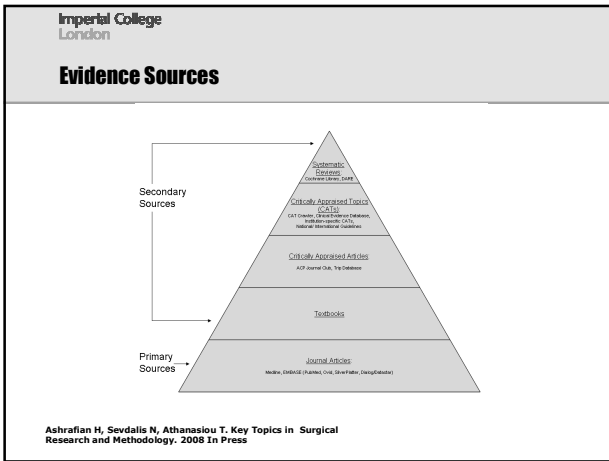 Imperial College
London
Evidence Sources
Secondary
Sources
Systematic
Reviews:
Cochrane Library, DARE
Critically Appraised Topics
(CATs):
CAT Crawler, Clinical Evidence Database,
Institution-specific CATs,
National/ International Guidelines
Critically Appraised Articles:
ACP Journal Club, Trip Database
Textbooks
Primary
Sources
Journal Articles:
Medline, EMBASE (PubMed, Ovid, SilverPlatter, Dialog/Datastar)
Ashrafian H, Sevdalis N, Athanasiou T. Key Topics in Surgical
Research and Methodology. 2008 In Press